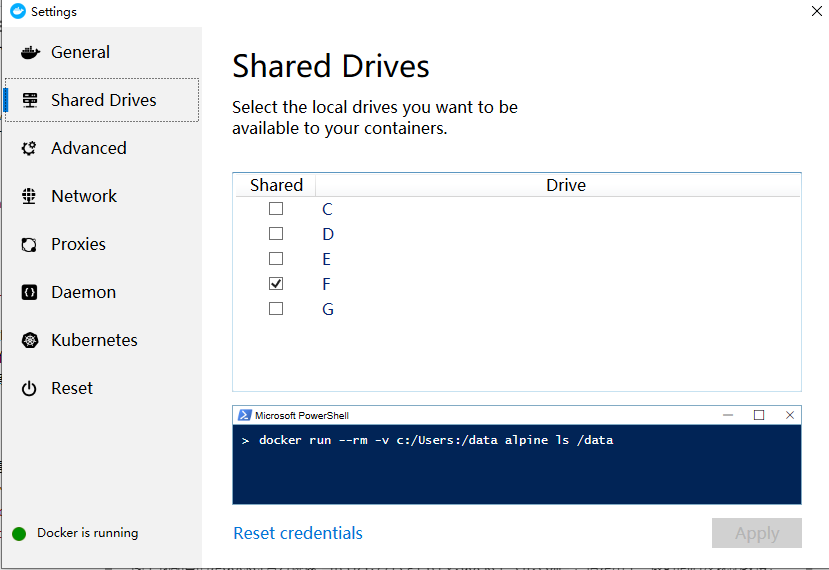 Settings
General
Shared Drives
Advanced
Network
Proxies
Daemon
Kubernetes
Reset
Docker is running
Shared Drives
Select the local drives you want to be
available to your containers.
Shared Drive
C
D
E
F
G
Microsoft PowerShell
> docker run --rm -v c:/Users:/data alpine ls /data
Reset credentials
Apply